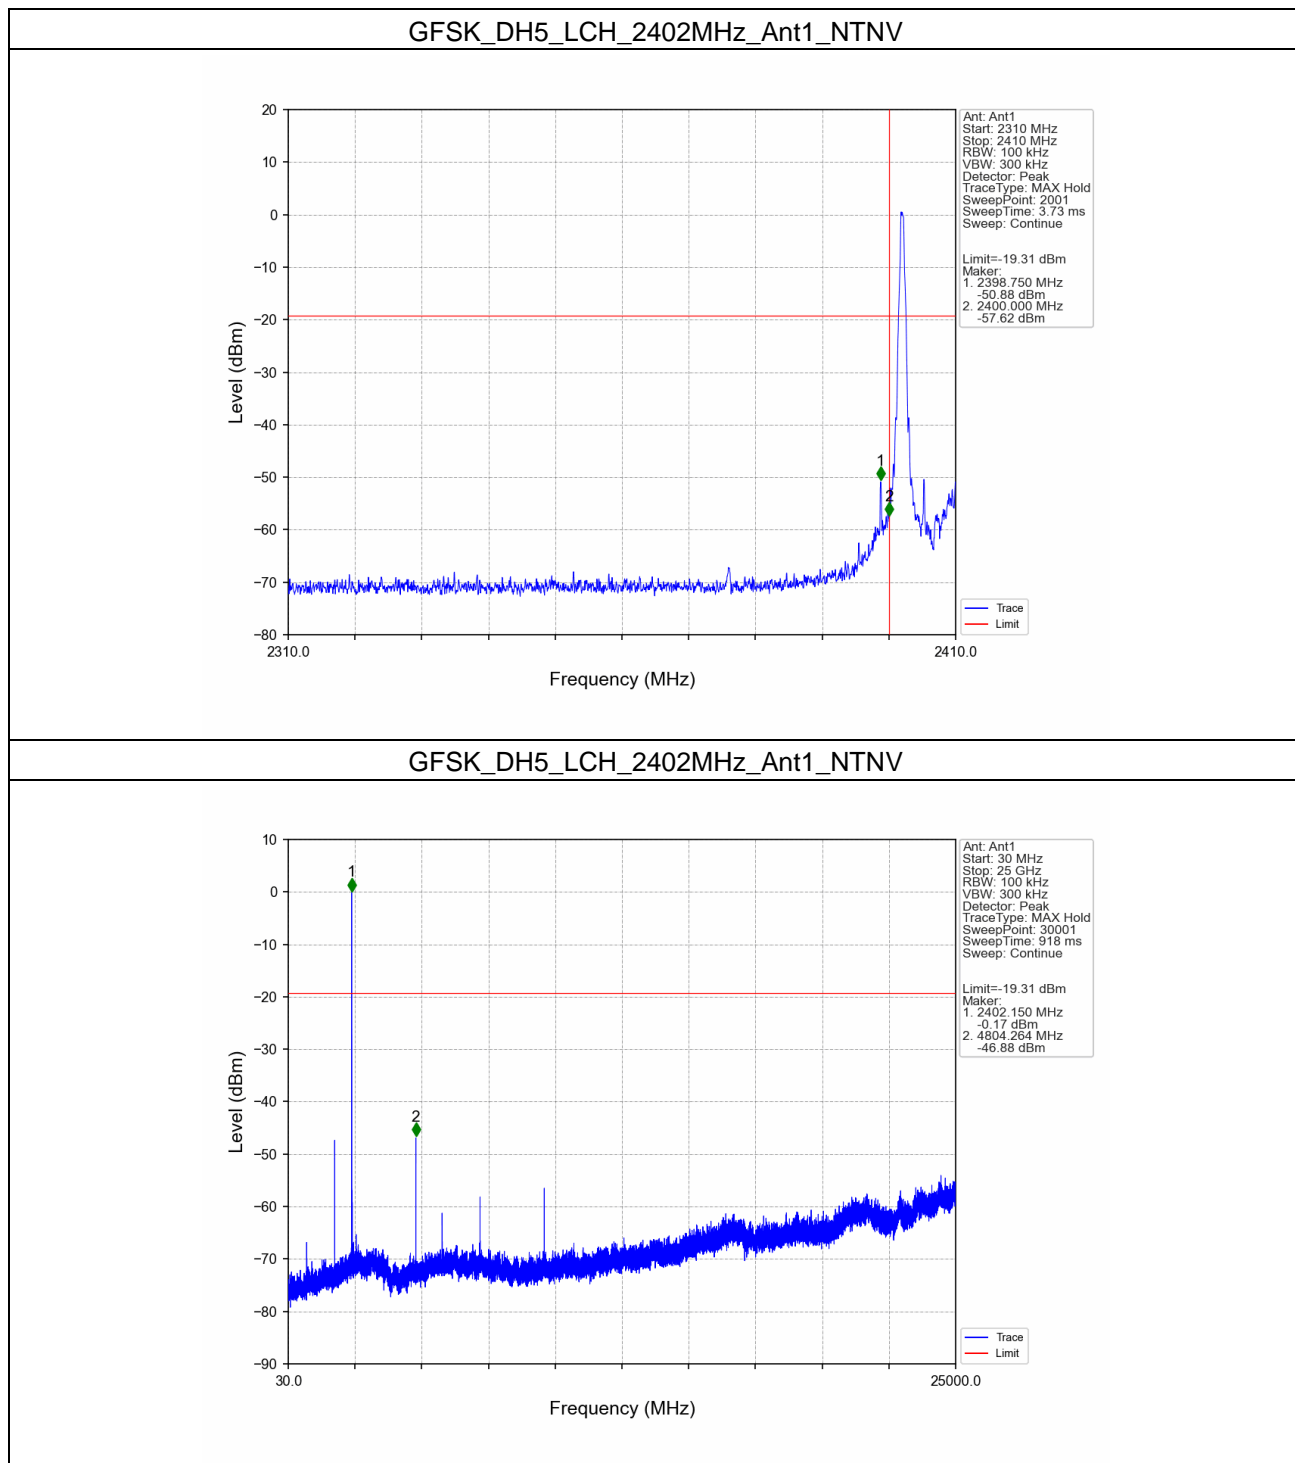 GFSK_DH5_LCH_2402MHz_Ant1_NTNV
20
10
0
−10
−20
−30
−40
−50
−60
−70
−80
Level (dBm)
2310.0
2410.0
Frequency (MHz)
1
2
Ant: Ant1
Start: 2310 MHz
Stop: 2410 MHz
RBW: 100 kHz
VBW: 300 kHz
Detector: Peak
TraceType: MAX Hold
SweepPoint: 2001
SweepTime: 3.73 ms
Sweep: Continue
Limit=-19.31 dBm
Maker:
1. 2398.750 MHz
-50.88 dBm
2. 2400.000 MHz
-57.62 dBm
Trace
Limit
GFSK_DH5_LCH_2402MHz_Ant1_NTNV
10
0
−10
−20
−30
−40
−50
−60
−70
−80
−90
Level (dBm)
30.0
25000.0
Frequency (MHz)
1
2
Ant: Ant1
Start: 30 MHz
Stop: 25 GHz
RBW: 100 kHz
VBW: 300 kHz
Detector: Peak
TraceType: MAX Hold
SweepPoint: 30001
SweepTime: 918 ms
Sweep: Continue
Limit=-19.31 dBm
Maker:
1. 2402.150 MHz
-0.17 dBm
2. 4804.264 MHz
-46.88 dBm
Trace
Limit